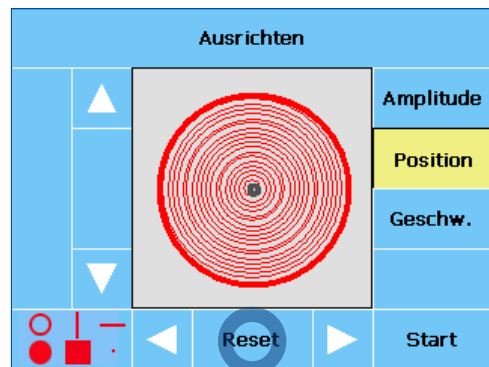 Ausrichten
Amplitude
Position
Geschw.
Reset
Start